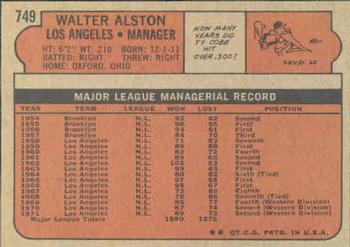 749
WALTER ALSTON
LOS ANGELES • MANAGER
HT: 6'2" WT: 210 BORN: 12-1-11
BATTED: RIGHT THREW: RIGHT
HOME: OXFORD, OHIO
HOW MANY
YEARS DID
TY COBB
HIT
OVER .300?
MAJOR LEAGUE MANAGERIAL RECORD
YEAR TEAM WON LOST POSITION
1954 Brooklyn N.L. 92 62 Second
1955 Brooklyn N.L. 98 55 First
1956 Brooklyn N.L. 93 61 First
1957 Brooklyn N.L. 84 70 Third
1958 Los Angeles N.L. 71 83 Seventh
1959 Los Angeles N.L. 88 68 First
1960 Los Angeles N.L. 82 72 Fourth
1961 Los Angeles N.L. 89 65 Second
1962 Los Angeles N.L. 102 63 Second
1963 Los Angeles N.L. 99 63 First
1964 Los Angeles N.L. 80 82 Sixth (Tied)
1965 Los Angeles N.L. 97 65 First
1966 Los Angeles N.L. 95 67 First
1967 Los Angeles N.L. 73 89 Eighth
1968 Los Angeles N.L. 76 86 Seventh (Tied)
1969 Los Angeles N.L. 85 77 Fourth (Western Division)
1970 Los Angeles N.L. 87 74 Second (Western Division)
1971 Los Angeles N.L. 89 73 Second (Western Division)
Major League Totals 1580 1275
** © T.C.G. PRTD. IN U.S.A.